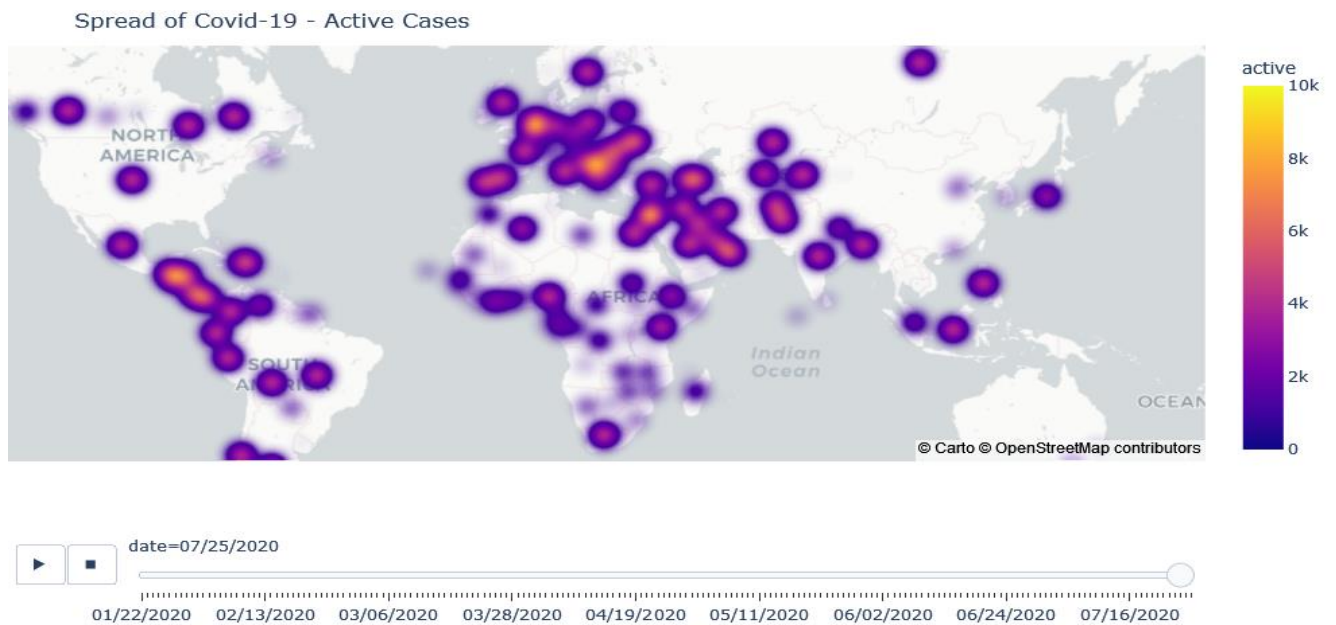 Spread of Covid-19 - Active Cases
active
10k
8k
6k
4k
2k
0
NORTH
AMERICA
AFRICA
SOUTH
AMERICA
Indian
Ocean
OCEAN
© Carto © OpenStreetMap contributors
date=07/25/2020
01/22/2020 02/13/2020 03/06/2020 03/28/2020 04/19/2020 05/11/2020 06/02/2020 06/24/2020 07/16/2020